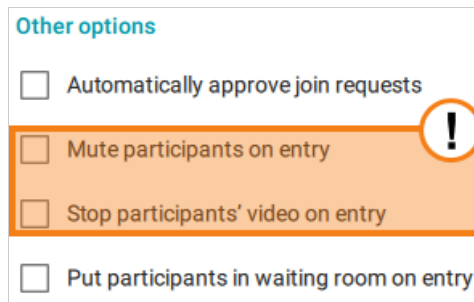 Other options
Automatically approve join requests
!
Mute participants on entry
Stop participants' video on entry
Put participants in waiting room on entry